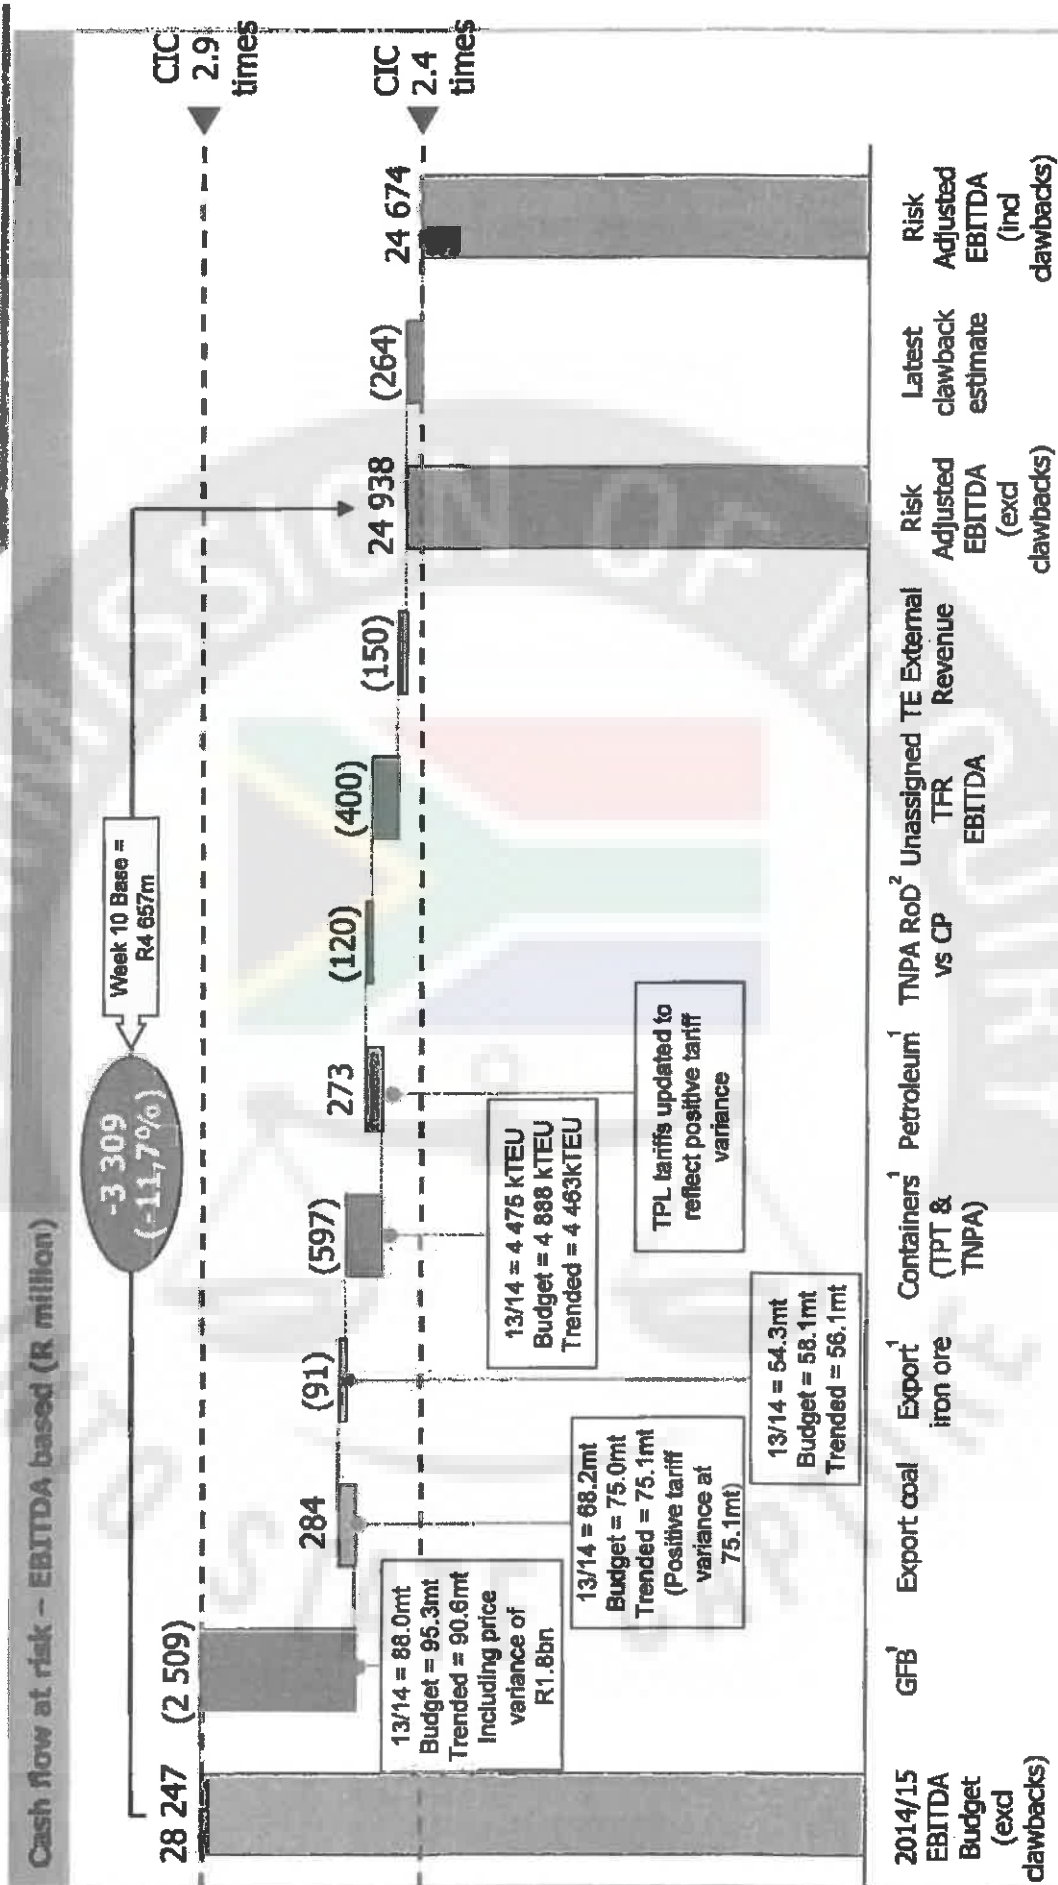 Cash flow at risk – EBITDA based (R million)
-3 309
(-11,7%)
Week 10 Base =
R4 657m
CIC
2.9
times
CIC
2.4
times
28 247
(2 509)
284
(91)
(597)
273
(120)
(400)
(150)
24 938
(264)
24 674
13/14 = 88.0mt
Budget = 95.3mt
Trended = 90.6mt
Including price
variance of
R1.8bn
13/14 = 68.2mt
Budget = 75.0mt
Trended = 75.1mt
(Positive tariff
variance at
75.1mt)
13/14 = 54.3mt
Budget = 58.1mt
Trended = 56.1mt
13/14 = 4 475 kTEU
Budget = 4 888 kTEU
Trended = 4 463kTEU
TPL tariffs updated to
reflect positive tariff
variance
2014/15
EBITDA
Budget
(excl
clawbacks)
GFB¹
Export coal
Export¹
iron ore
Containers¹
(TPT &
TNPA)
Petroleum¹
TNPA RoD²
vs CP
Unassigned
TFR
EBITDA
TE External
Revenue
Risk
Adjusted
EBITDA
(excl
clawbacks)
Latest
clawback
estimate
Risk
Adjusted
EBITDA
(incl
clawbacks)